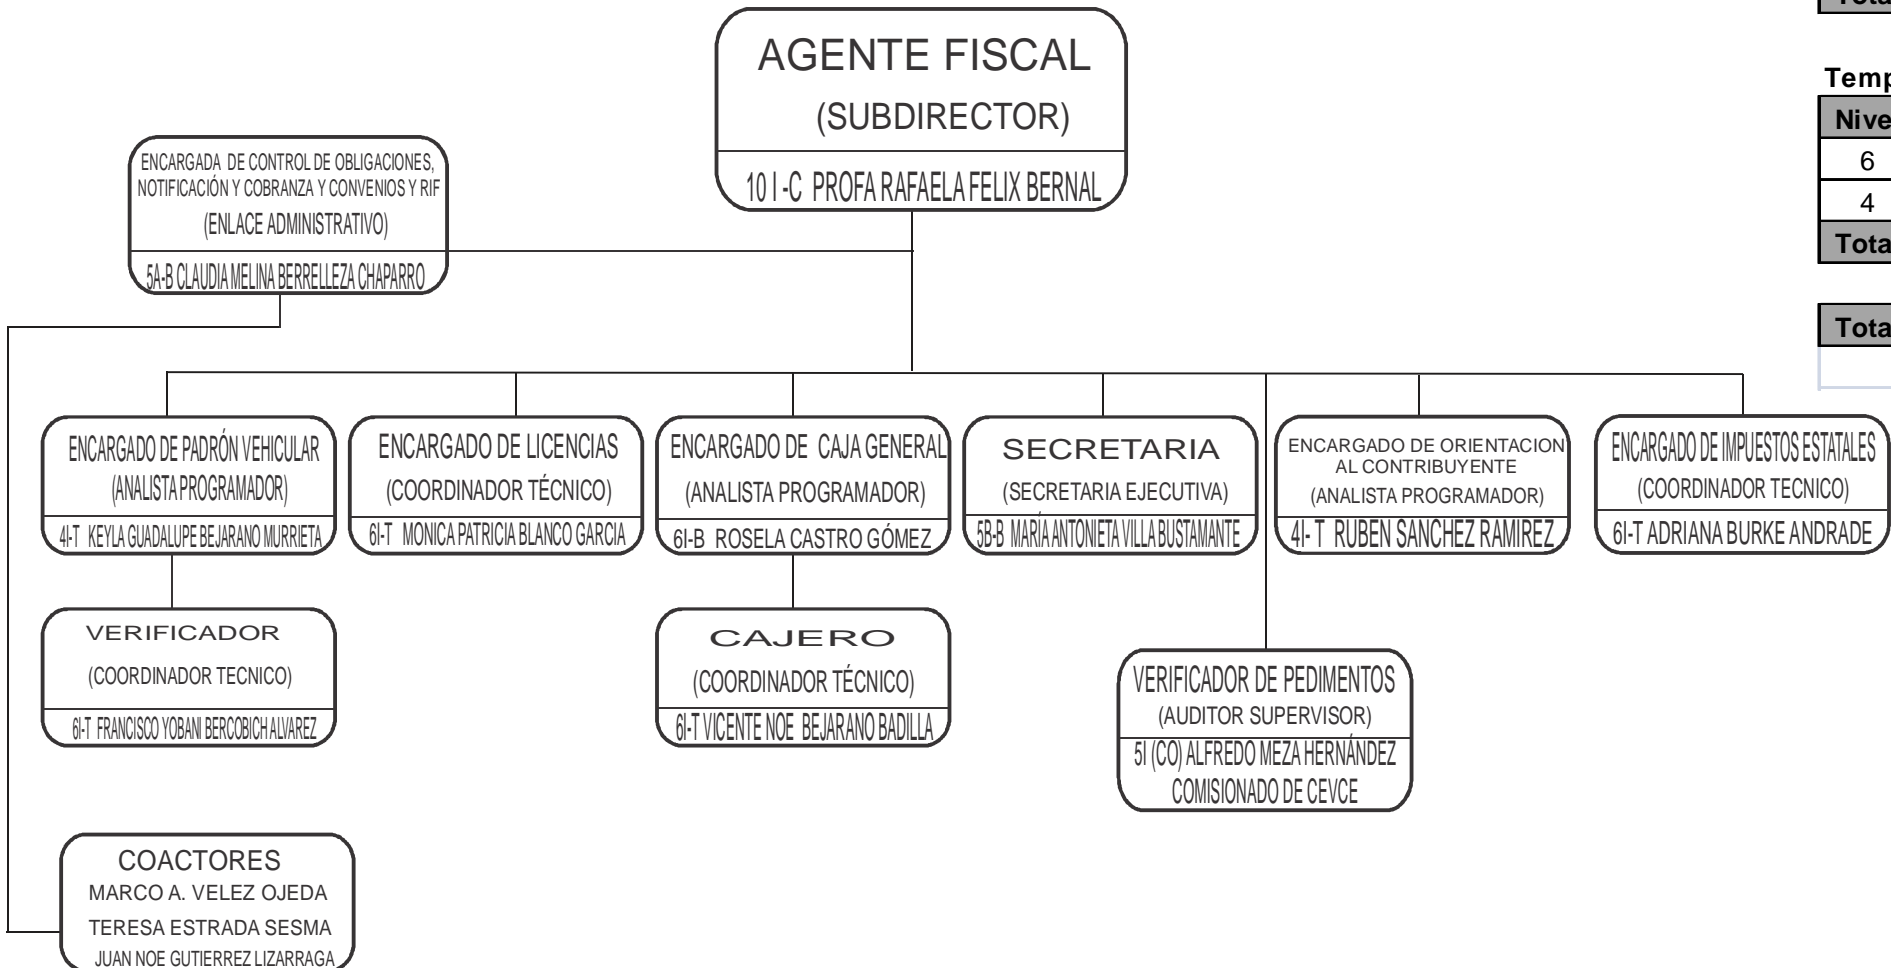 AGENTE FISCAL
(SUBDIRECTOR)
10 I -C PROFA RAFAELA FELIX BERNAL
ENCARGADA DE CONTROL DE OBLIGACIONES,
NOTIFICACIÓN Y COBRANZA Y CONVENIOS Y RIF
(ENLACE ADMINISTRATIVO)
5A-B CLAUDIA MELINA BERRELLEZA CHAPARRO
ENCARGADO DE PADRÓN VEHICULAR
(ANALISTA PROGRAMADOR)
4I-T KEYLA GUADALUPE BEJARANO MURRIETA
ENCARGADO DE LICENCIAS
(COORDINADOR TÉCNICO)
6I-T MONICA PATRICIA BLANCO GARCIA
ENCARGADO DE CAJA GENERAL
(ANALISTA PROGRAMADOR)
6I-B ROSELA CASTRO GÓMEZ
SECRETARIA
(SECRETARIA EJECUTIVA)
5B-B MARÍA ANTONIETA VILLA BUSTAMANTE
ENCARGADO DE ORIENTACION
AL CONTRIBUYENTE
(ANALISTA PROGRAMADOR)
4I- T RUBEN SANCHEZ RAMIREZ
ENCARGADO DE IMPUESTOS ESTATALES
(COORDINADOR TECNICO)
6I-T ADRIANA BURKE ANDRADE
VERIFICADOR
(COORDINADOR TECNICO)
6I-T FRANCISCO YOBANI BERCOBICH ALVAREZ
CAJERO
(COORDINADOR TÉCNICO)
6I-T VICENTE NOE BEJARANO BADILLA
VERIFICADOR DE PEDIMENTOS
(AUDITOR SUPERVISOR)
5I (CO) ALFREDO MEZA HERNÁNDEZ
COMISIONADO DE CEVCE
COACTORES
MARCO A. VELEZ OJEDA
TERESA ESTRADA SESMA
JUAN NOE GUTIERREZ LIZARRAGA
Temp
Nive
6
4
Tota
Tota